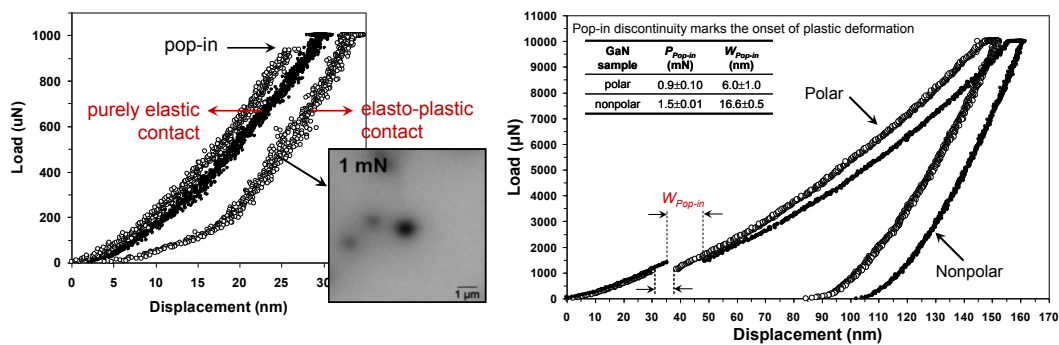 1000
800
600
400
200
0
Load (uN)
pop-in
purely elastic
contact
elasto-plastic
contact
1 mN
1 µm
0 5 10 15 20 25 30
Displacement (nm)
11000
10000
9000
8000
7000
6000
5000
4000
3000
2000
1000
0
Load (µN)
Pop-in discontinuity marks the onset of plastic deformation
GaN sample P Pop-in (mN) W Pop-in (nm)
polar 0.9±0.10 6.0±1.0
nonpolar 1.5±0.01 16.6±0.5
Polar
W Pop-in
Nonpolar
0 10 20 30 40 50 60 70 80 90 100 110 120 130 140 150 160 170
Displacement (nm)